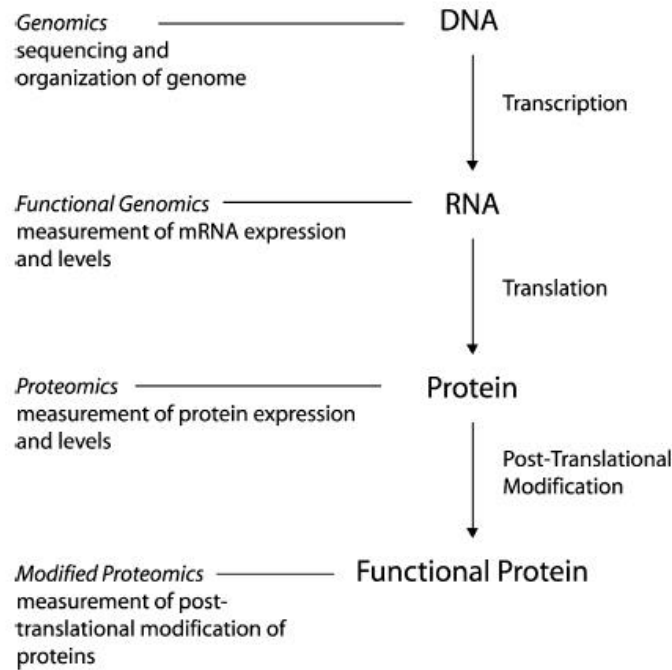 Genomics
sequencing and
organization of genome
DNA
Transcription
Functional Genomics
measurement of mRNA expression
and levels
RNA
Translation
Proteomics
measurement of protein expression
and levels
Protein
Post-Translational
Modification
Modified Proteomics
measurement of post-
translational modification of
proteins
Functional Protein